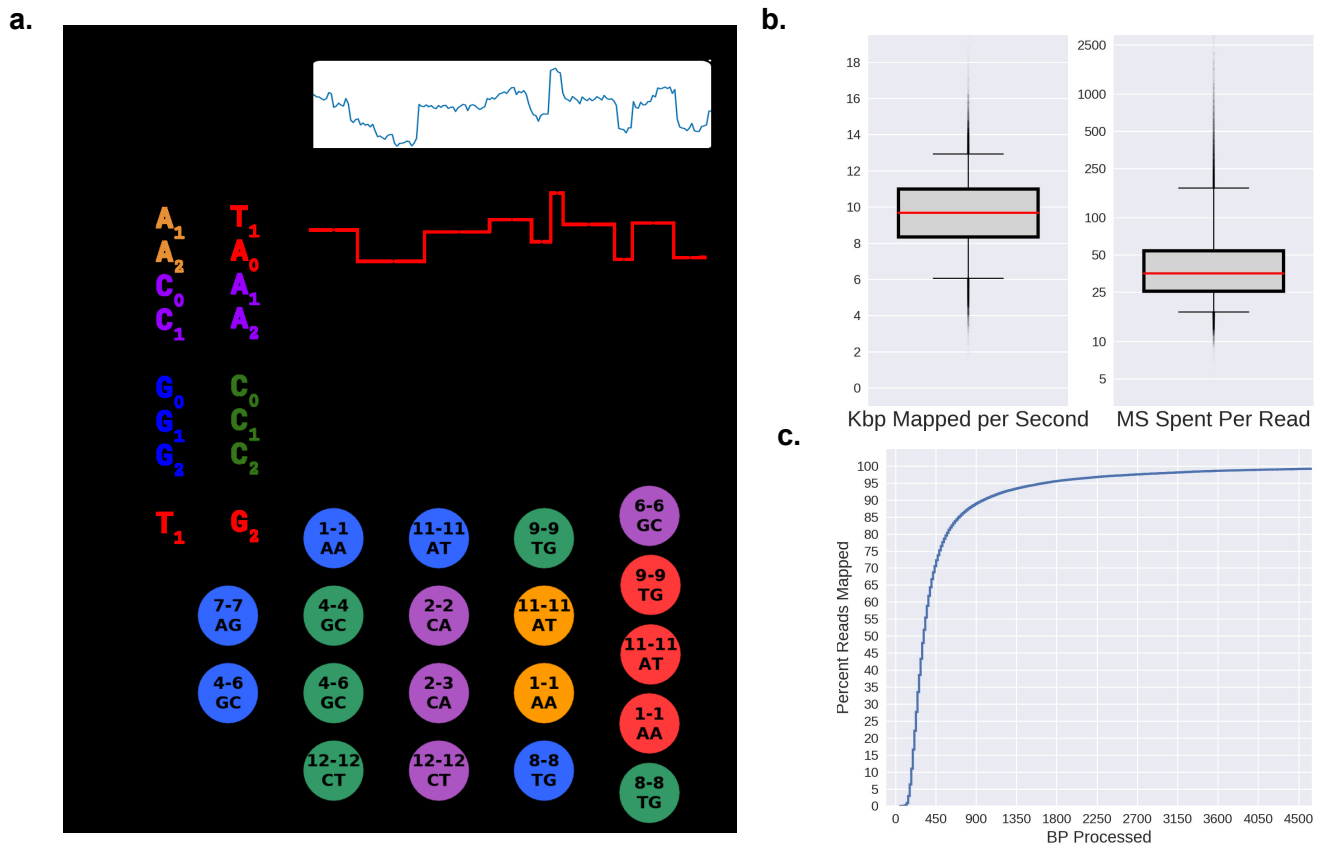 a.
A1 T1
A2 A0
C0 A1
C1 A2
G0 C0
G1 C1
G2 C2
T1 G2
1-1
AA
11-11
AT
9-9
TG
6-6
GC
9-9
TG
7-7
AG
4-4
GC
2-2
CA
11-11
AT
11-11
AT
4-6
GC
4-6
GC
2-3
CA
1-1
AA
1-1
AA
12-12
CT
12-12
CT
8-8
TG
8-8
TG
b.
18
16
14
12
10
8
6
4
2
0
Kbp Mapped per Second
2500
1000
500
250
100
50
25
10
5
MS Spent Per Read
c.
Percent Reads Mapped
100
95
90
85
80
75
70
65
60
55
50
45
40
35
30
25
20
15
10
5
0
0 450 900 1350 1800 2250 2700 3150 3600 4050 4500
BP Processed